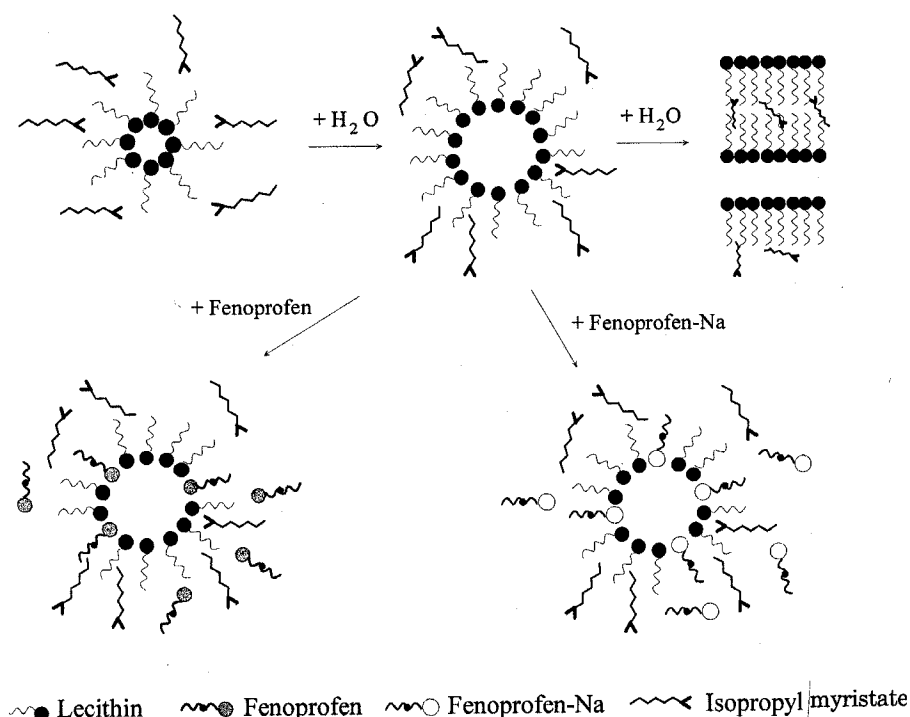 + H2O
+ H2O
+ Fenoprofen
+ Fenoprofen-Na
Lecithin Fenoprofen Fenoprofen-Na Isopropyl myristate